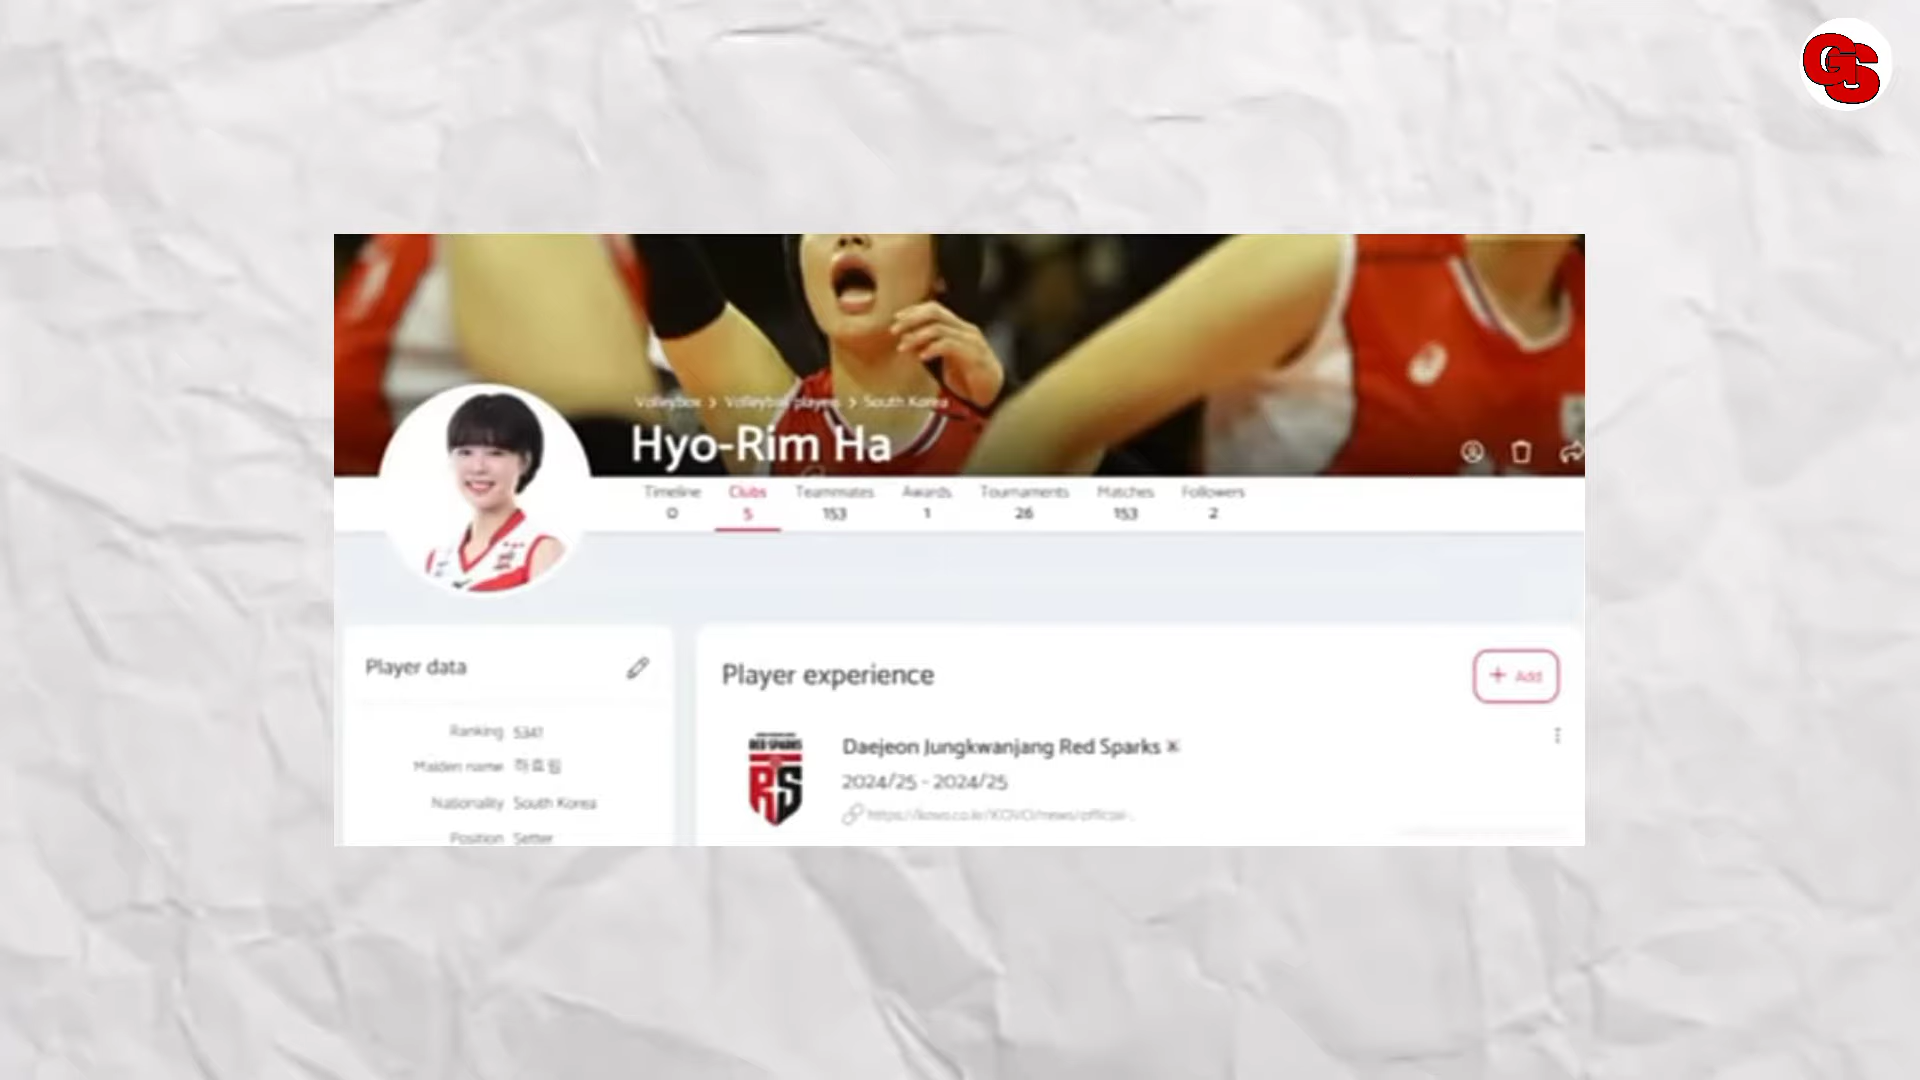 GS
Volleybox > Volleyball players > South Korea
Hyo-Rim Ha
Timeline Clubs Teammates Awards Tournaments Matches Followers
0 5 153 1 26 153 2
Player data
Player experience
+ Add
Ranking 5341
Maiden name 하효림
Nationality South Korea
Position Setter
RED SPARKS
RS
Daejeon Jungkwanjang Red Sparks
2024/25 - 2024/25